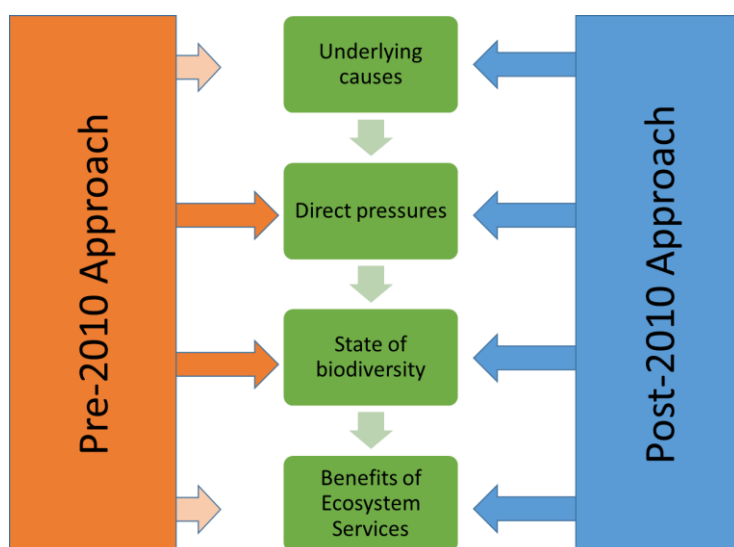 Pre-2010 Approach
Underlying
causes
Direct pressures
State of
biodiversity
Benefits of
Ecosystem
Services
Post-2010 Approach